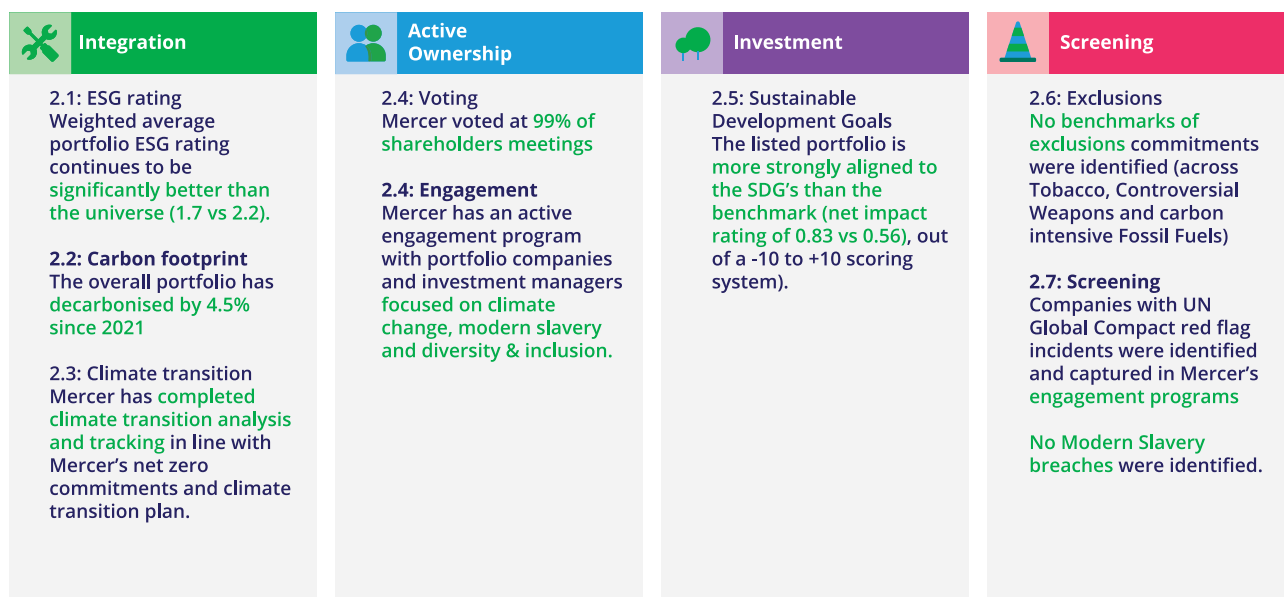 Integration
2.1: ESG rating
Weighted average
portfolio ESG rating
continues to be
significantly better than
the universe (1.7 vs 2.2).
2.2: Carbon footprint
The overall portfolio has
decarbonised by 4.5%
since 2021
2.3: Climate transition
Mercer has completed
climate transition analysis
and tracking in line with
Mercer's net zero
commitments and climate
transition plan.
Active
Ownership
2.4: Voting
Mercer voted at 99% of
shareholders meetings
2.4: Engagement
Mercer has an active
engagement program
with portfolio companies
and investment managers
focused on climate
change, modern slavery
and diversity & inclusion.
Investment
2.5: Sustainable
Development Goals
The listed portfolio is
more strongly aligned to
the SDG's than the
benchmark (net impact
rating of 0.83 vs 0.56), out
of a -10 to +10 scoring
system).
Screening
2.6: Exclusions
No benchmarks of
exclusions commitments
were identified (across
Tobacco, Controversial
Weapons and carbon
intensive Fossil Fuels)
2.7: Screening
Companies with UN
Global Compact red flag
incidents were identified
and captured in Mercer's
engagement programs
No Modern Slavery
breaches were identified.